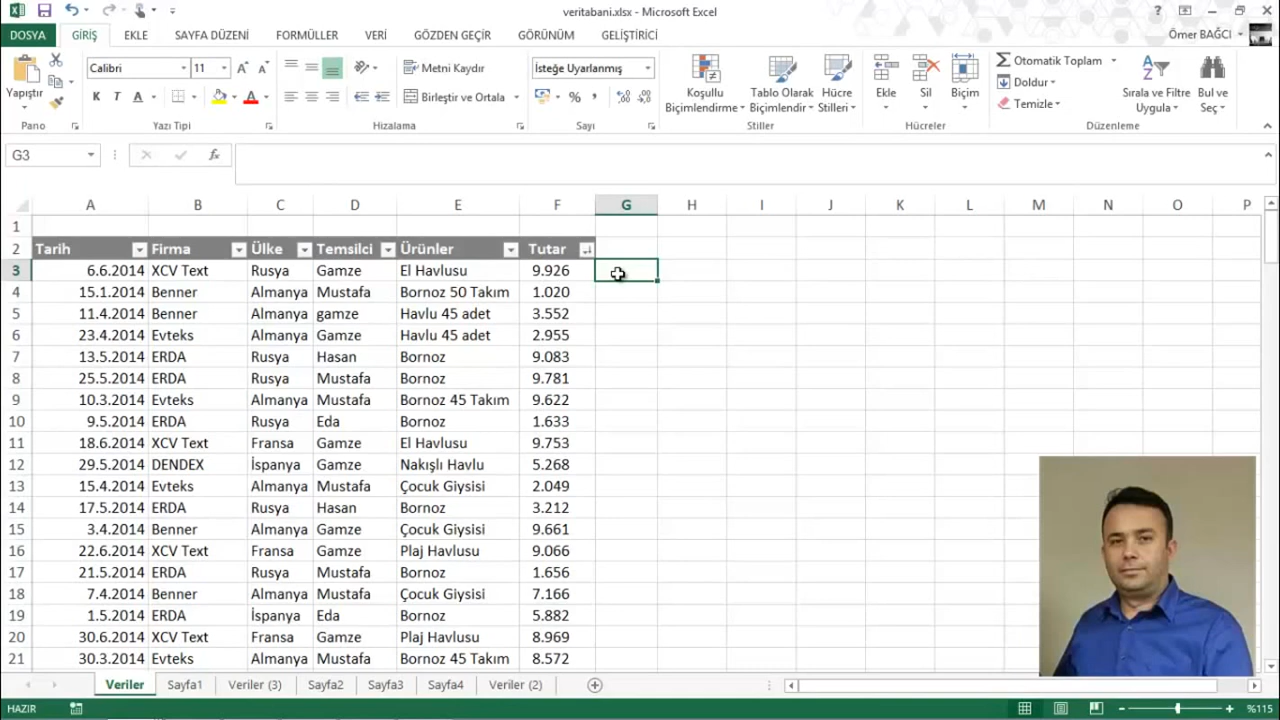 veritabani.xlsx - Microsoft Excel
DOSYA GİRİŞ EKLE SAYFA DÜZENİ FORMÜLLER VERİ GÖZDEN GEÇİR GÖRÜNÜM GELİŞTİRİCİ Ömer BAĞCI
Yapıştır
Calibri 11
K T A
Pano Yazı Tipi
Metni Kaydır
Birleştir ve Ortala
Hizalama
İsteğe Uyarlanmış
Sayı
Koşullu Biçimlendirme
Tablo Olarak Biçimlendir
Hücre Stilleri
Stiller
Ekle Sil Biçim
Hücreler
Otomatik Toplam
Doldur
Temizle
Sırala ve Filtre Uygula
Bul ve Seç
Düzenleme
G3 fx
A B C D E F G H I J K L M N O P
1
2 Tarih Firma Ülke Temsilci Ürünler Tutar
3 6.6.2014 XCV Text Rusya Gamze El Havlusu 9.926
4 15.1.2014 Benner Almanya Mustafa Bornoz 50 Takım 1.020
5 11.4.2014 Benner Almanya gamze Havlu 45 adet 3.552
6 23.4.2014 Evteks Almanya Gamze Havlu 45 adet 2.955
7 13.5.2014 ERDA Rusya Hasan Bornoz 9.083
8 25.5.2014 ERDA Rusya Mustafa Bornoz 9.781
9 10.3.2014 Evteks Almanya Mustafa Bornoz 45 Takım 9.622
10 9.5.2014 ERDA Rusya Eda Bornoz 1.633
11 18.6.2014 XCV Text Fransa Gamze El Havlusu 9.753
12 29.5.2014 DENDEX İspanya Gamze Nakışlı Havlu 5.268
13 15.4.2014 Evteks Almanya Mustafa Çocuk Giysisi 2.049
14 17.5.2014 ERDA Rusya Hasan Bornoz 3.212
15 3.4.2014 Benner Almanya Gamze Çocuk Giysisi 9.661
16 22.6.2014 XCV Text Fransa Gamze Plaj Havlusu 9.066
17 21.5.2014 ERDA Rusya Mustafa Bornoz 1.656
18 7.4.2014 Benner Almanya Mustafa Çocuk Giysisi 7.166
19 1.5.2014 ERDA İspanya Eda Bornoz 5.882
20 30.6.2014 XCV Text Fransa Gamze Plaj Havlusu 8.969
21 30.3.2014 Evteks Almanya Mustafa Bornoz 45 Takım 8.572
Veriler Sayfa1 Veriler (3) Sayfa2 Sayfa3 Sayfa4 Veriler (2)
HAZIR %115